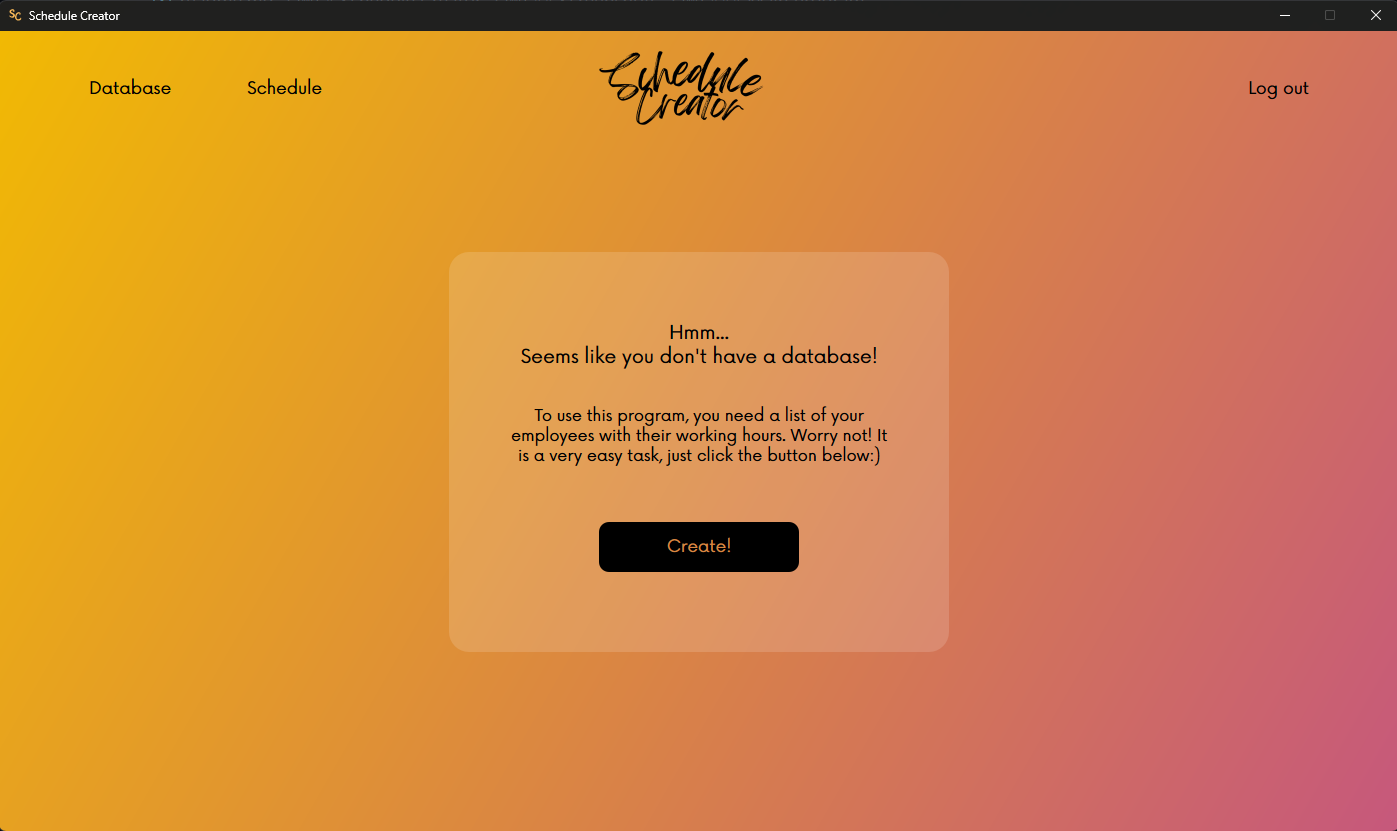 SC Schedule Creator
Database Schedule Schedule Creator Log out
Hmm...
Seems like you don't have a database!
To use this program, you need a list of your
employees with their working hours. Worry not! It
is a very easy task, just click the button below:)
Create!